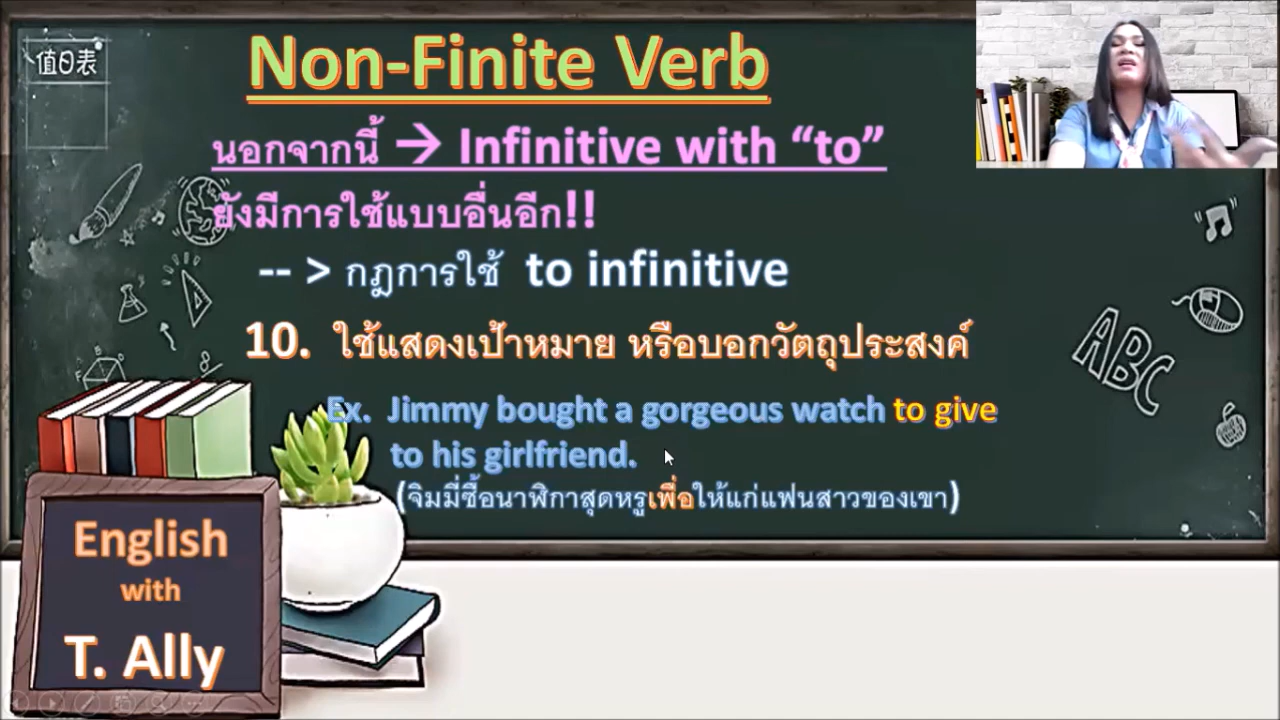 值日表
Non-Finite Verb
นอกจากนี้ → Infinitive with “to”
ยังมีการใช้แบบอื่นอีก!!
-- > กฎการใช้ to infinitive
10. ใช้แสดงเป้าหมาย หรือบอกวัตถุประสงค์
Ex. Jimmy bought a gorgeous watch to give
to his girlfriend.
(จิมมี่ซื้อนาฬิกาสุดหรูเพื่อให้แก่แฟนสาวของเขา)
ABC
English
with
T. Ally